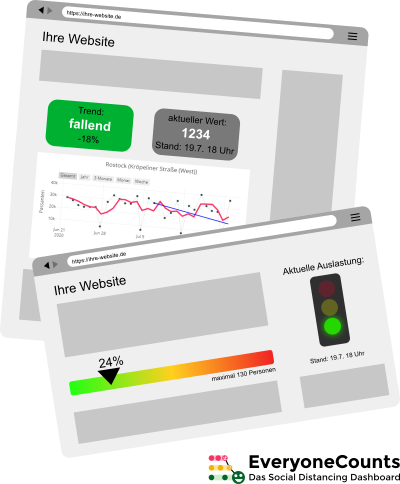 https://ihre-website.de
Ihre Website
Trend:
fallend
-18%
aktueller Wert:
1234
Stand: 19.7. 18 Uhr
Rostock (Kröpeliner Straße (West))
Gesamt Jahr 3 Monate Monat Woche
Personen
40k
30k
20k
10k
Jun 21
2020
Jun 28
Jul 5
https://ihre-website.de
Ihre Website
Aktuelle Auslastung:
Stand: 19.7. 18 Uhr
24%
maximal 130 Personen
EveryoneCounts
Das Social Distancing Dashboard